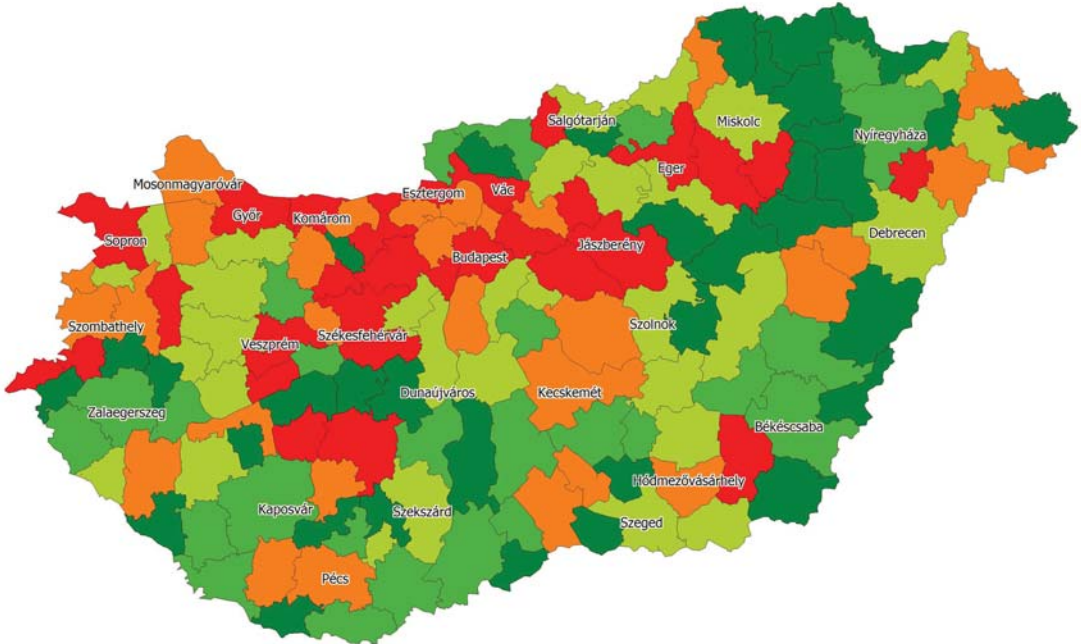 Salgótarján
Miskolc
Nyíregyháza
Eger
Mosonmagyaróvár
Esztergom
Vác
Győr
Komárom
Sopron
Debrecen
Jászberény
Budapest
Szombathely
Székesfehérvár
Szolnok
Veszprém
Dunaújváros
Kecskemét
Zalaegerszeg
Békéscsaba
Hódmezővásárhely
Kaposvár
Szekszárd
Szeged
Pécs